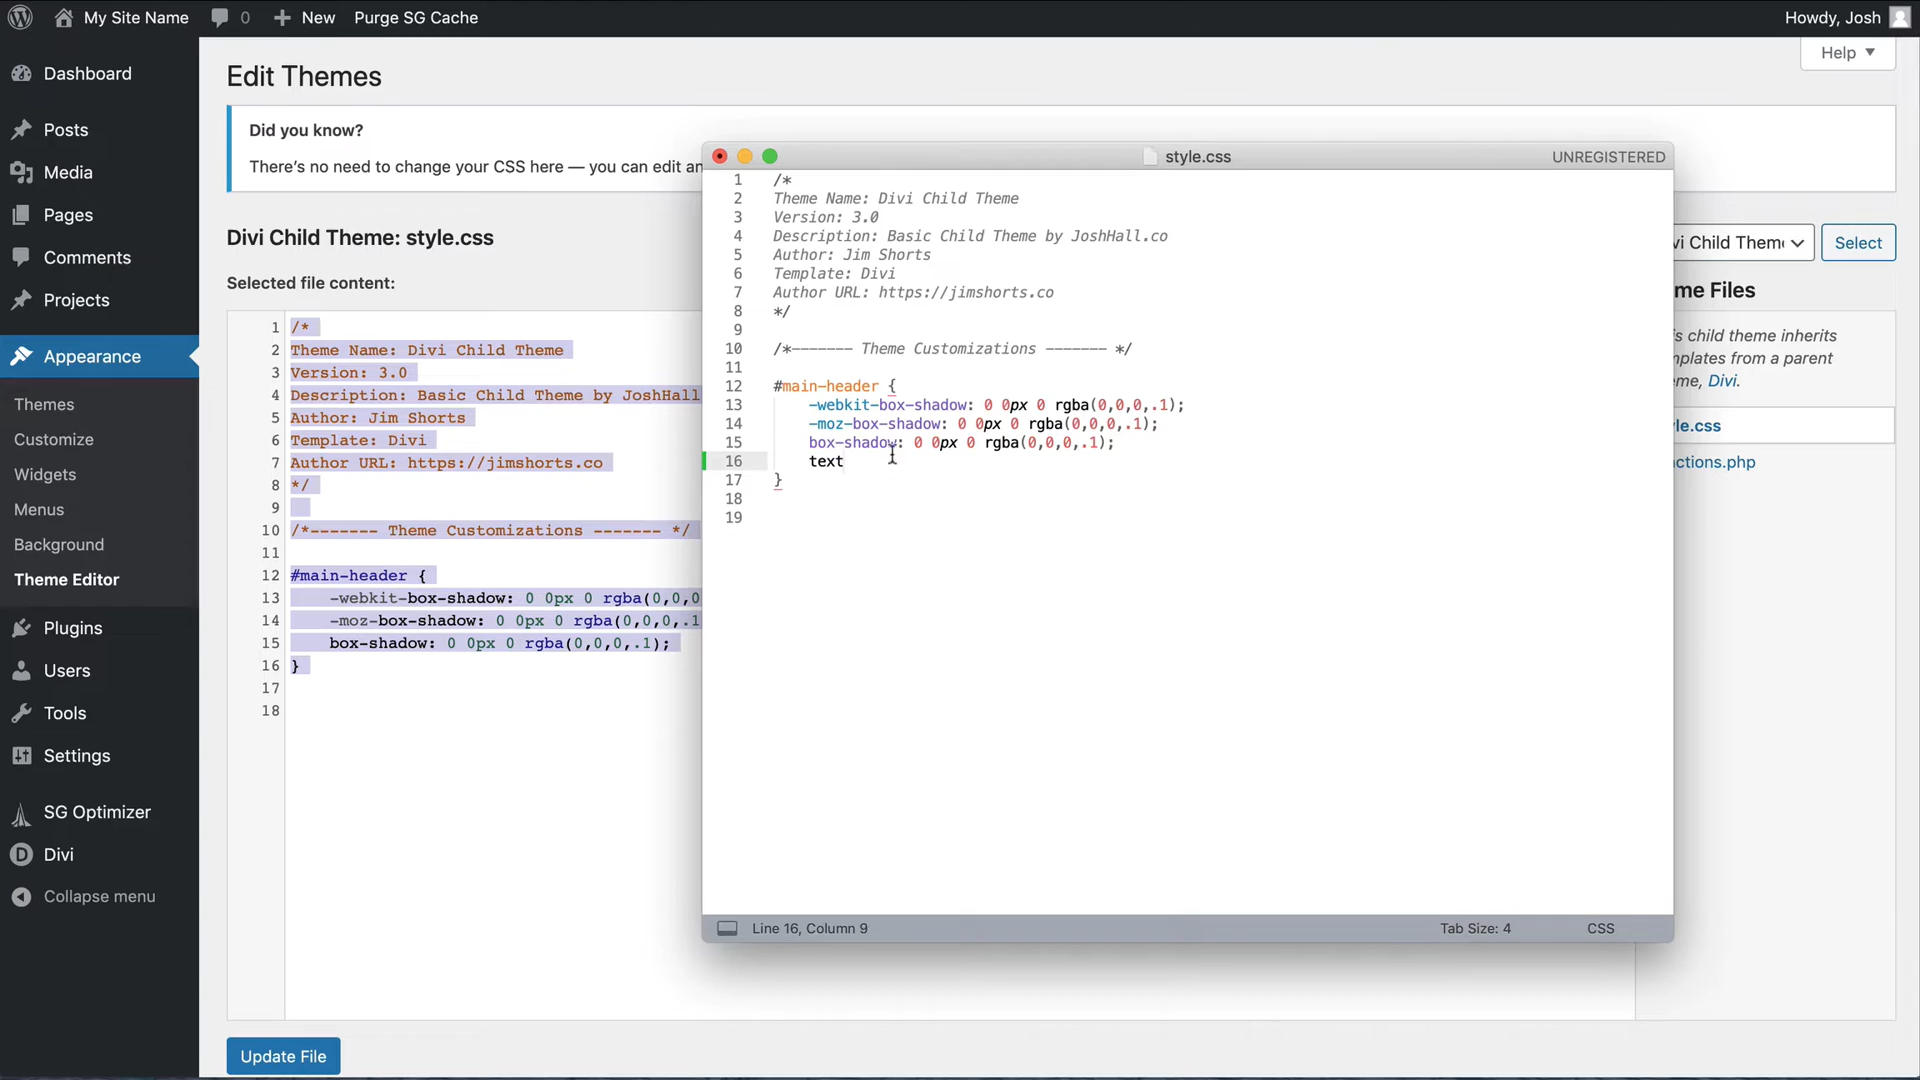 My Site Name 0 New Purge SG Cache Howdy, Josh
Help
Dashboard
Posts
Media
Pages
Comments
Projects
Appearance
Themes
Customize
Widgets
Menus
Background
Theme Editor
Plugins
Users
Tools
Settings
SG Optimizer
Divi
Collapse menu
Edit Themes
Did you know?
There's no need to change your CSS here — you can edit an
Divi Child Theme: style.css
Selected file content:
1 /*
2 Theme Name: Divi Child Theme
3 Version: 3.0
4 Description: Basic Child Theme by JoshHall
5 Author: Jim Shorts
6 Template: Divi
7 Author URL: https://jimshorts.co
8 */
9
10 /*------- Theme Customizations ------- */
11
12 #main-header {
13 -webkit-box-shadow: 0 0px 0 rgba(0,0,0
14 -moz-box-shadow: 0 0px 0 rgba(0,0,0,.1
15 box-shadow: 0 0px 0 rgba(0,0,0,.1);
16 }
17
18
Update File
style.css UNREGISTERED
1 /*
2 Theme Name: Divi Child Theme
3 Version: 3.0
4 Description: Basic Child Theme by JoshHall.co
5 Author: Jim Shorts
6 Template: Divi
7 Author URL: https://jimshorts.co
8 */
9
10 /*------- Theme Customizations ------- */
11
12 #main-header {
13 -webkit-box-shadow: 0 0px 0 rgba(0,0,0,.1);
14 -moz-box-shadow: 0 0px 0 rgba(0,0,0,.1);
15 box-shadow: 0 0px 0 rgba(0,0,0,.1);
16 text
17 }
18
19
Line 16, Column 9 Tab Size: 4 CSS
vi Child Theme Select
me Files
s child theme inherits
mplates from a parent
eme, Divi.
le.css
ctions.php